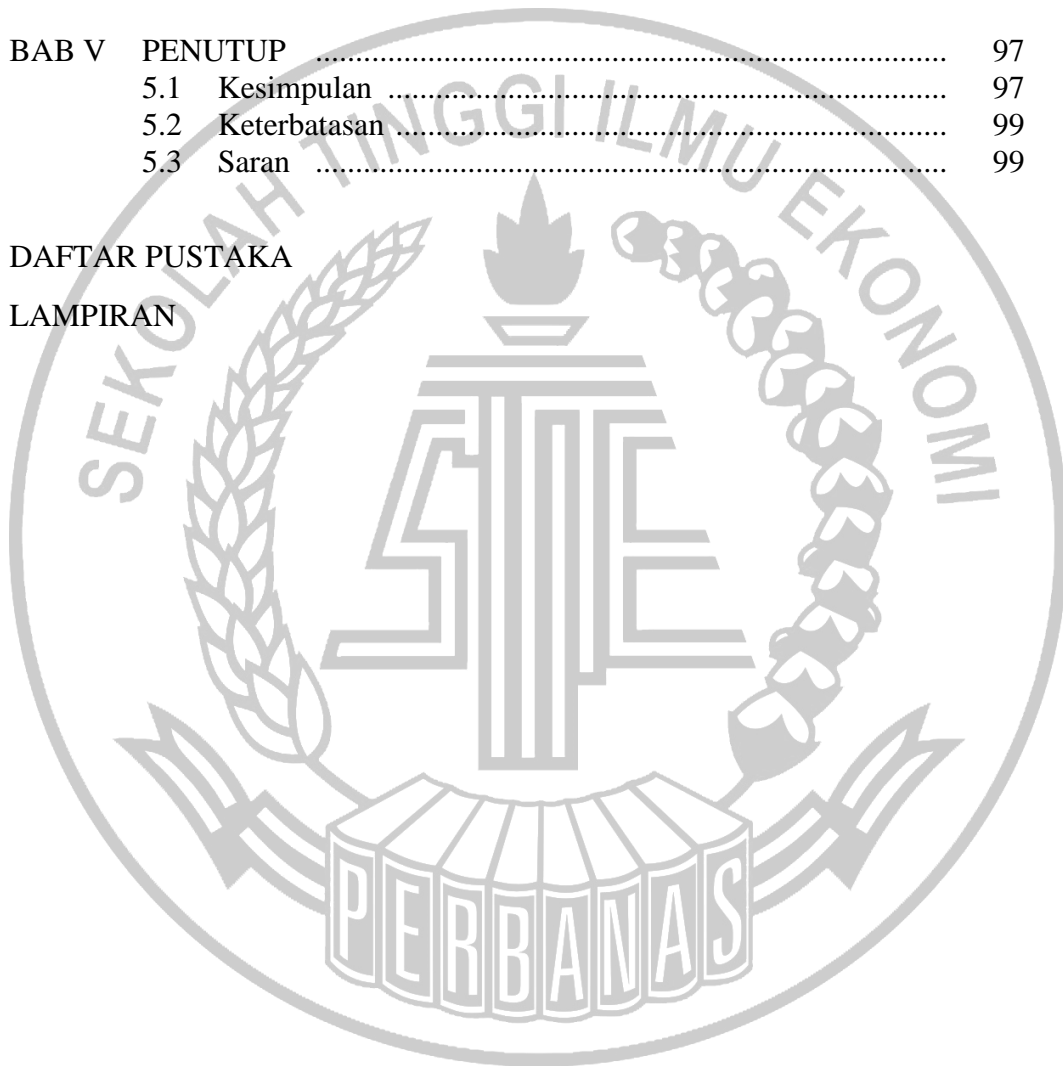 BAB V PENUTUP ........................................................................ 97
5.1 Kesimpulan ................................................................ 97
5.2 Keterbatasan ............................................................... 99
5.3 Saran ........................................................................ 99
DAFTAR PUSTAKA
LAMPIRAN
SEKOLAH TINGGI ILMU EKONOMI
STIE
PERBANAS